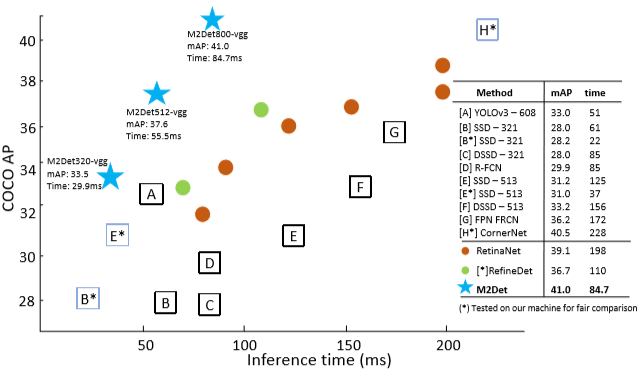 COCO AP
40
38
36
34
32
30
28
M2Det800-vgg
mAP: 41.0
Time: 84.7ms
M2Det512-vgg
mAP: 37.6
Time: 55.5ms
M2Det320-vgg
mAP: 33.5
Time: 29.9ms
H*
G
F
A
E*
E
D
B*
B
C
50
100
150
200
Inference time (ms)
Method mAP time
[A] YOLOv3 – 608 33.0 51
[B] SSD – 321 28.0 61
[B*] SSD – 321 28.2 22
[C] DSSD – 321 28.0 85
[D] R-FCN 29.9 85
[E] SSD – 513 31.2 125
[E*] SSD – 513 31.0 37
[F] DSSD – 513 33.2 156
[G] FPN FRCN 36.2 172
[H*] CornerNet 40.5 228
RetinaNet 39.1 198
[*]RefineDet 36.7 110
M2Det 41.0 84.7
(*) Tested on our machine for fair comparison